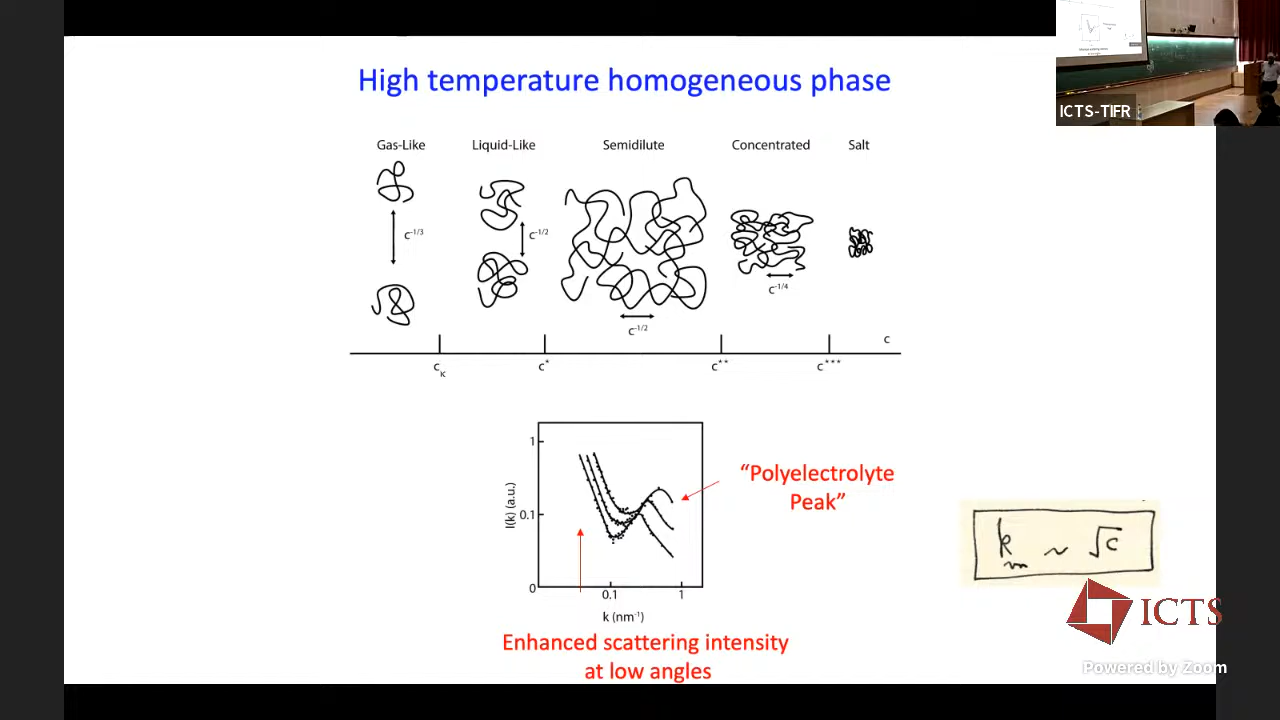 High temperature homogeneous phase
ICTS-TIFR
Gas-Like Liquid-Like Semidilute Concentrated Salt
c-1/3 c-1/2 c-1/2 c-1/4
c
cκ c* c** c***
1
0.1
0
I(k) (a.u.)
0.1 1
k (nm-1)
"Polyelectrolyte
Peak"
km ~ √c
Enhanced scattering intensity
at low angles
ICTS
Powered by Zoom